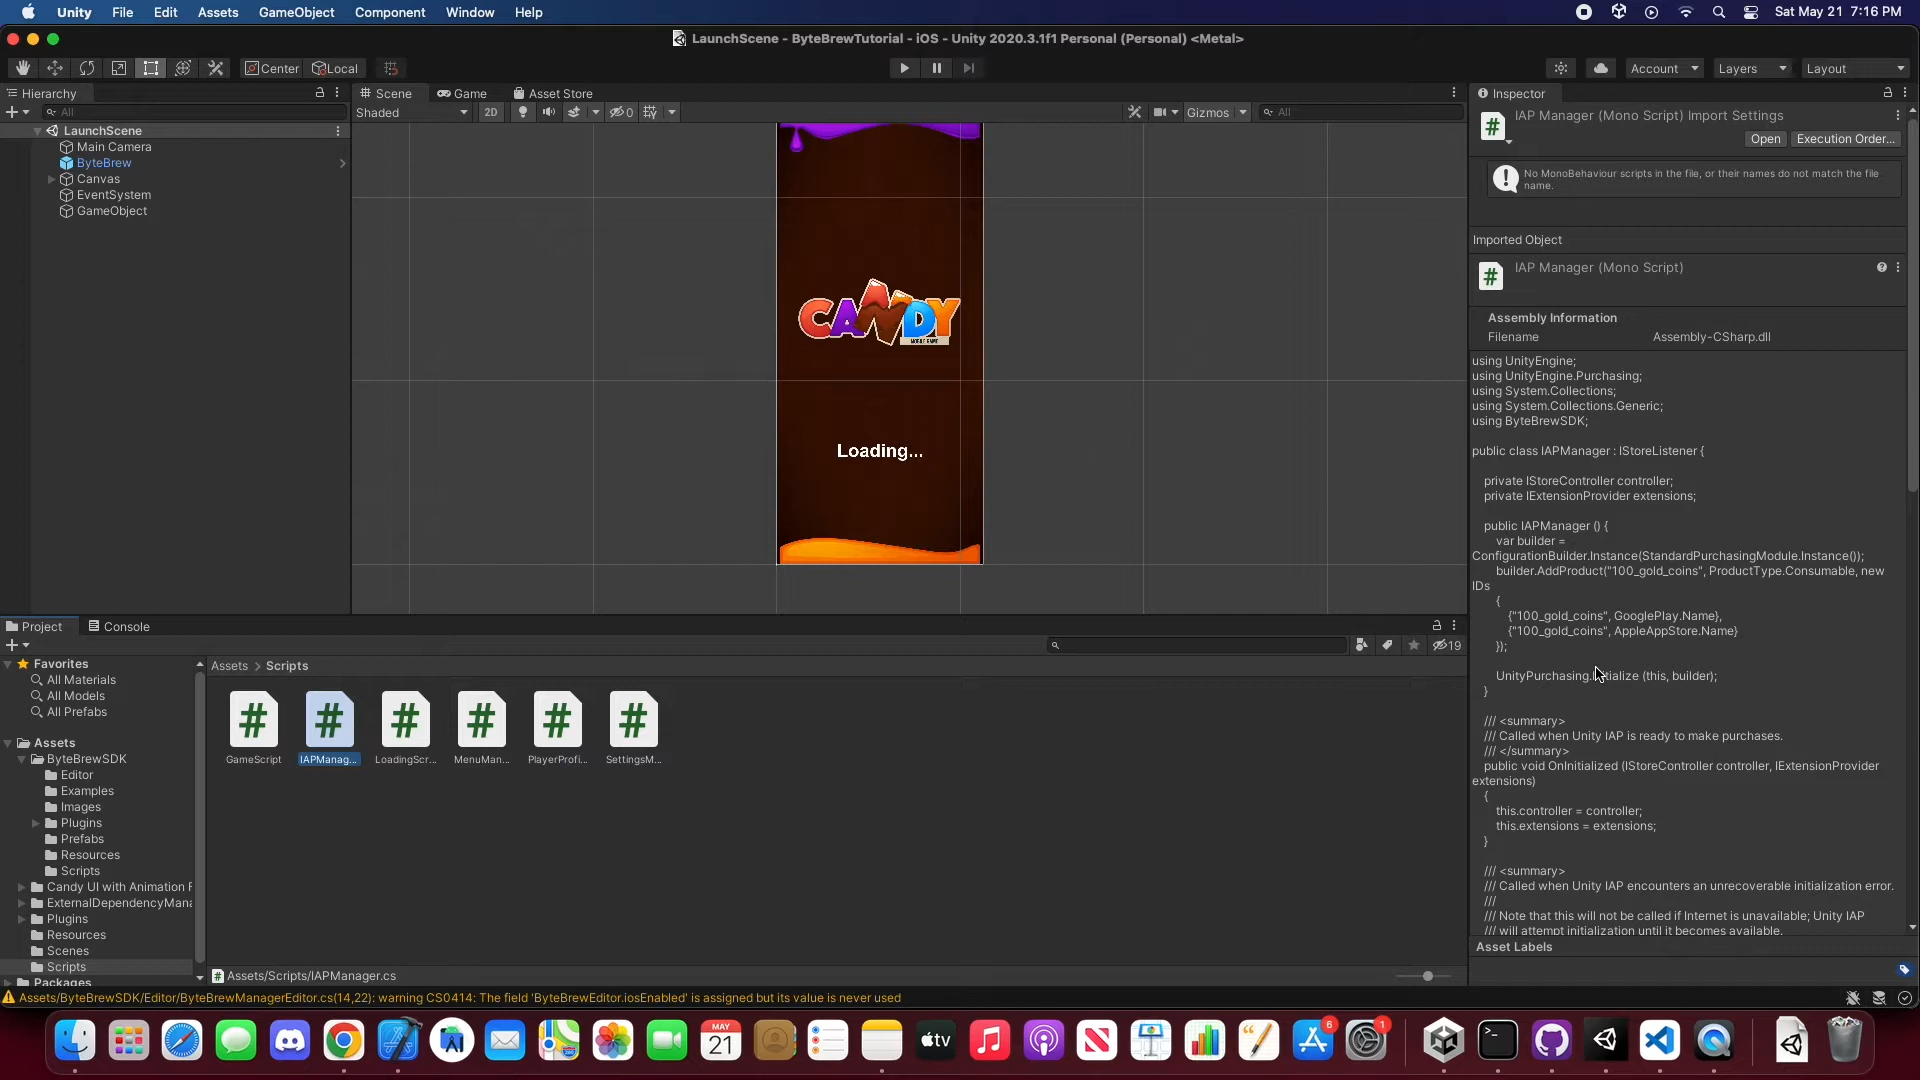 Unity File Edit Assets GameObject Component Window Help Sat May 21 7:16 PM
LaunchScene - ByteBrewTutorial - iOS - Unity 2020.3.1f1 Personal (Personal) <Metal>
Center Local Account Layers Layout
Hierarchy
All
LaunchScene
Main Camera
ByteBrew
Canvas
EventSystem
GameObject
Scene Game Asset Store
Shaded 2D 0 Gizmos All
CANDY
MOBILE GAME
Loading...
Inspector
IAP Manager (Mono Script) Import Settings
Open Execution Order...
No MonoBehaviour scripts in the file, or their names do not match the file
name.
Imported Object
IAP Manager (Mono Script)
Assembly Information
Filename Assembly-CSharp.dll
using UnityEngine;
using UnityEngine.Purchasing;
using System.Collections;
using System.Collections.Generic;
using ByteBrewSDK;
public class IAPManager : IStoreListener {
private IStoreController controller;
private IExtensionProvider extensions;
public IAPManager () {
var builder =
ConfigurationBuilder.Instance(StandardPurchasingModule.Instance());
builder.AddProduct("100_gold_coins", ProductType.Consumable, new
IDs
{
{"100_gold_coins", GooglePlay.Name},
{"100_gold_coins", AppleAppStore.Name}
});
UnityPurchasing. (this, builder);
}
/// <summary>
/// Called when Unity IAP is ready to make purchases.
/// </summary>
public void OnInitialized (IStoreController controller, IExtensionProvider
extensions)
{
this.controller = controller;
this.extensions = extensions;
}
/// <summary>
/// Called when Unity IAP encounters an unrecoverable initialization error.
///
/// Note that this will not be called if Internet is unavailable; Unity IAP
/// will attempt initialization until it becomes available.
Asset Labels
Project Console
19
Favorites
All Materials
All Models
All Prefabs
Assets
ByteBrewSDK
Editor
Examples
Images
Plugins
Prefabs
Resources
Scripts
Candy UI with Animation F
ExternalDependencyMana
Plugins
Resources
Scenes
Scripts
Packages
Assets > Scripts
GameScript IAPManag... LoadingScr... MenuMan... PlayerProfi... SettingsM...
Assets/Scripts/IAPManager.cs
Assets/ByteBrewSDK/Editor/ByteBrewManagerEditor.cs(14,22): warning CS0414: The field 'ByteBrewEditor.iosEnabled' is assigned but its value is never used
MAY
21
tv
6
1